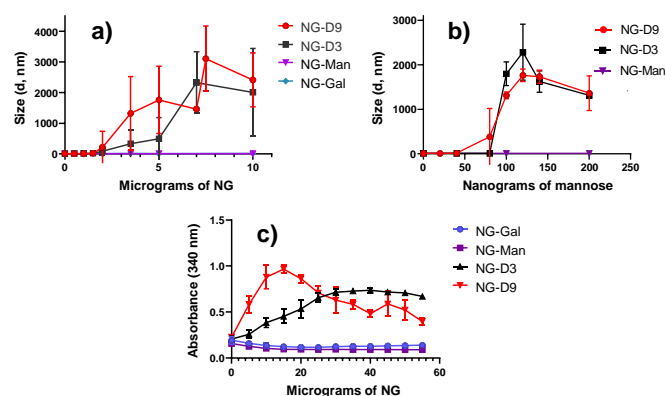 a)
NG-D9
NG-D3
NG-Man
NG-Gal
Size (d, nm)
4000
3000
2000
1000
0
0
5
10
Micrograms of NG
b)
NG-D9
NG-D3
NG-Man
Size (d, nm)
3000
2000
1000
0
0
50
100
150
200
250
Nanograms of mannose
c)
NG-Gal
NG-Man
NG-D3
NG-D9
Absorbance (340 nm)
1.5
1.0
0.5
0.0
0
20
40
60
Micrograms of NG